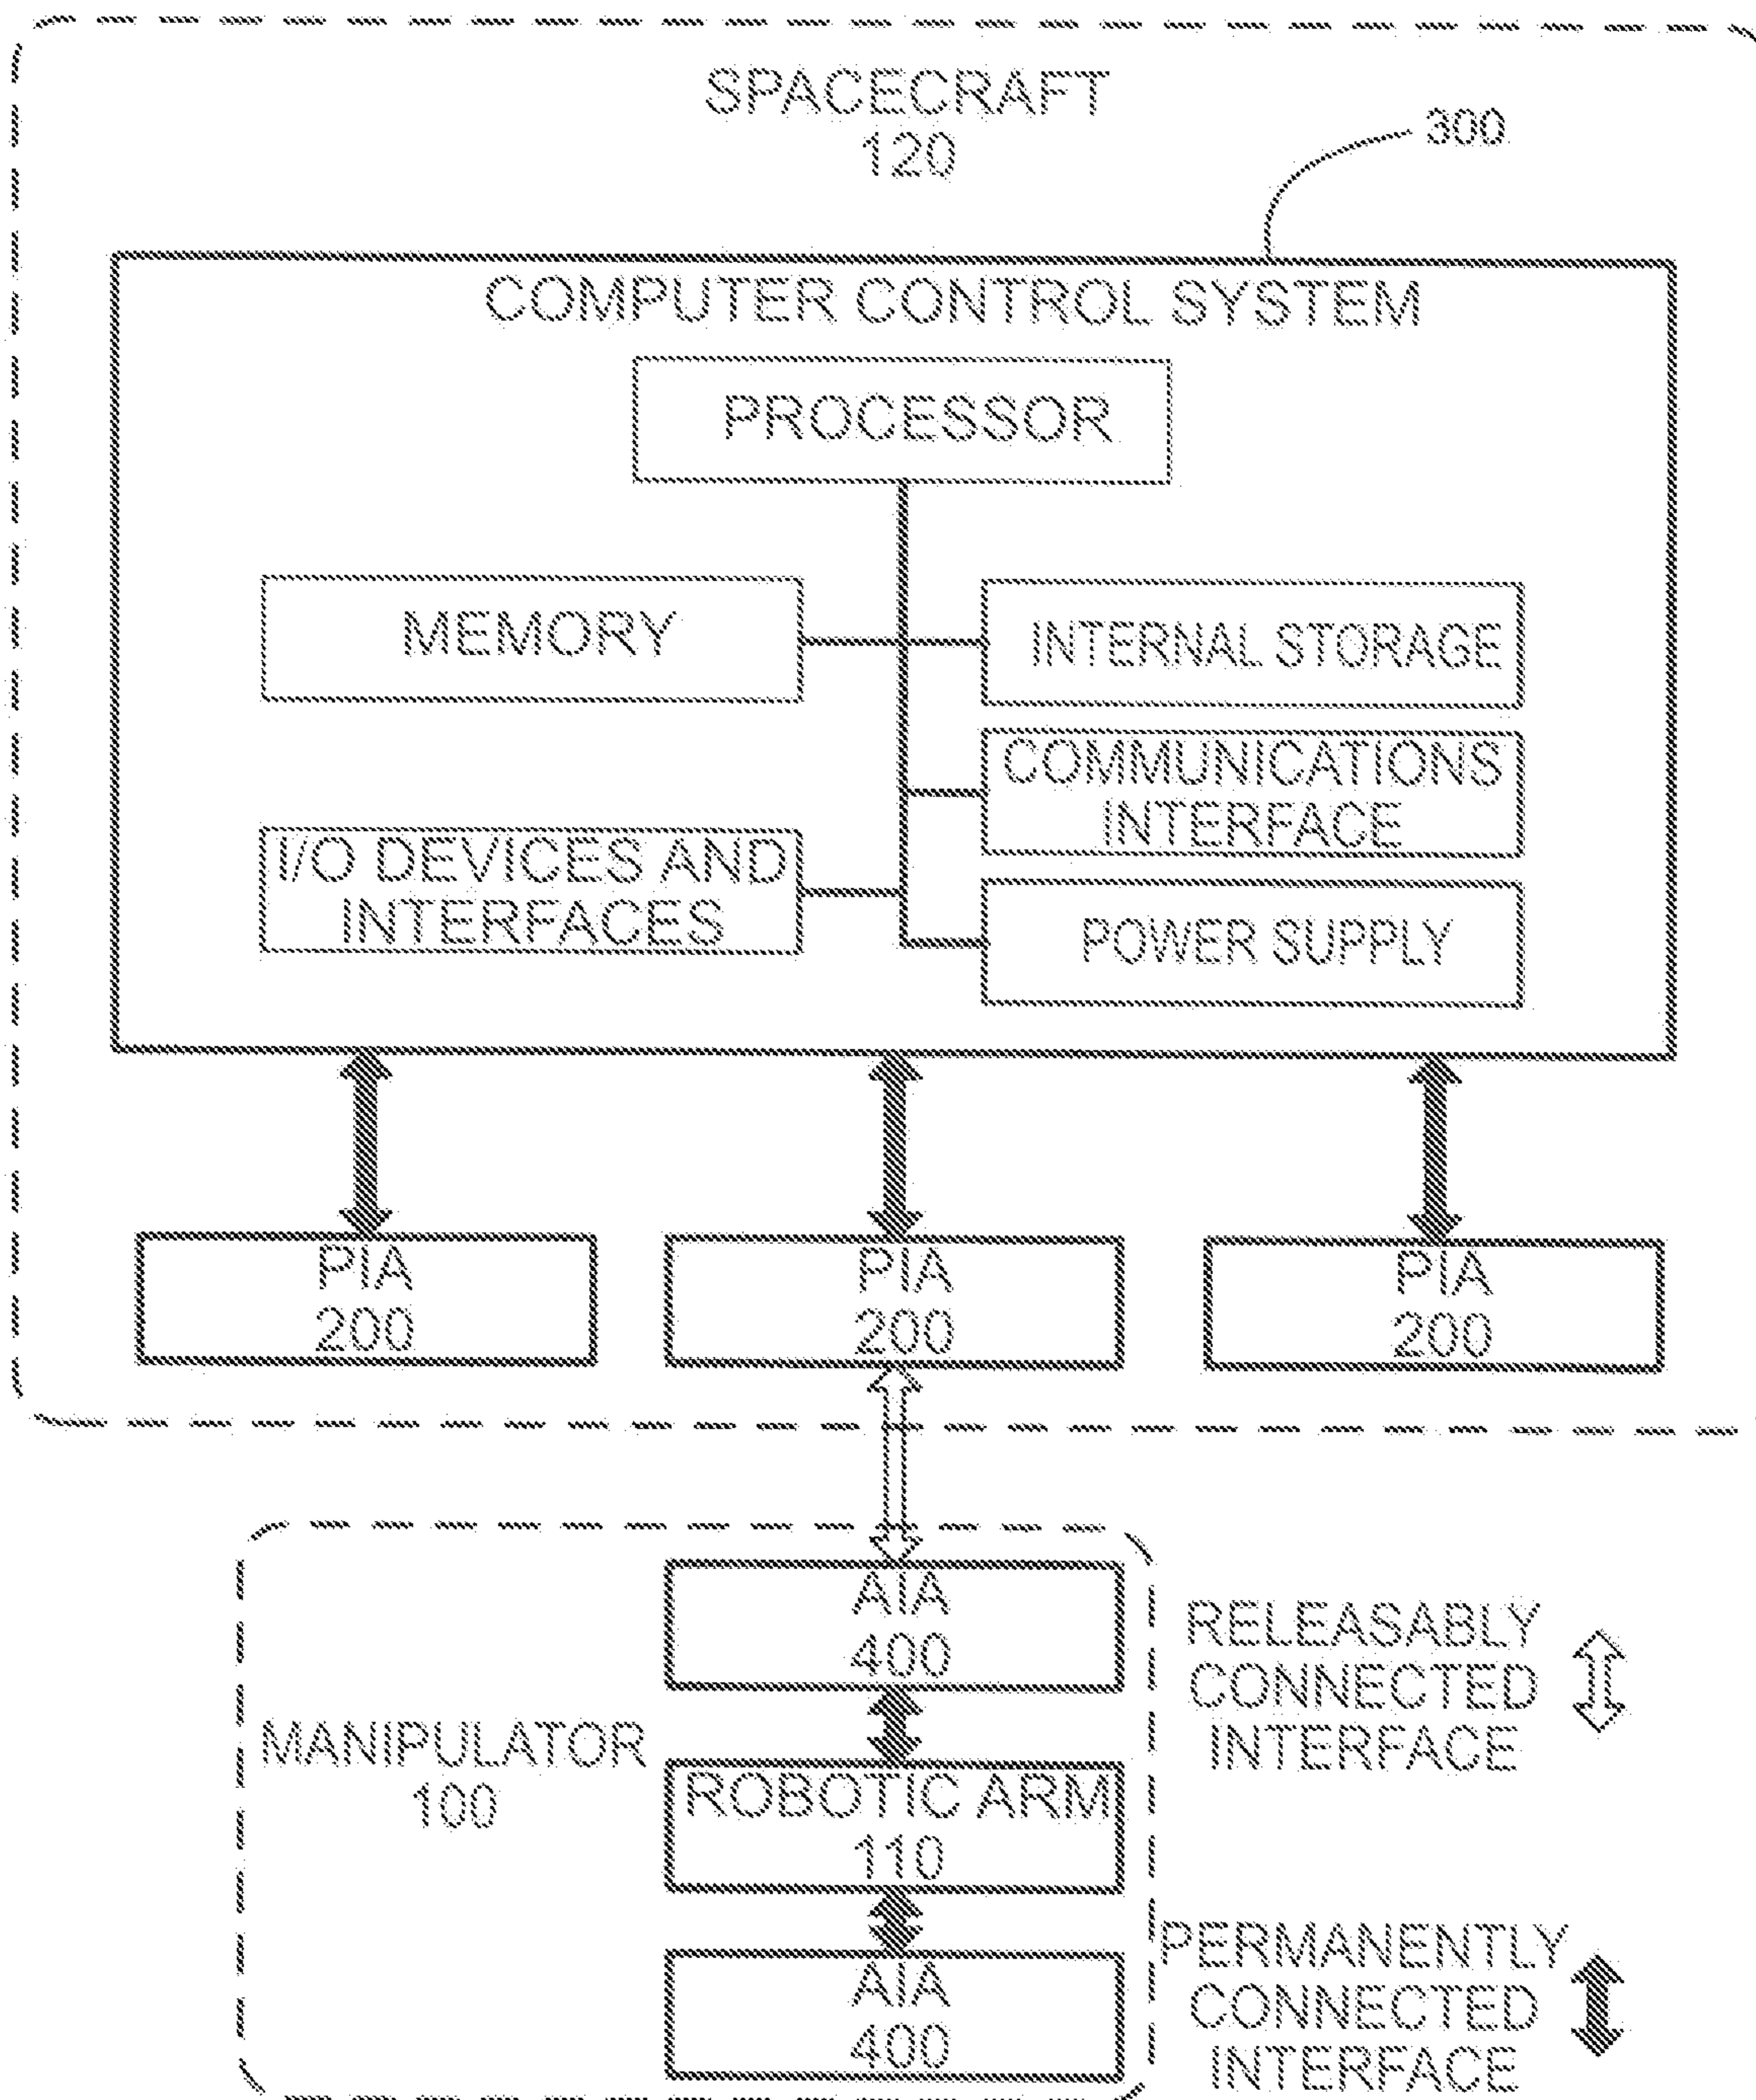 SPACECRAFT
120
300
COMPUTER CONTROL SYSTEM
PROCESSOR
MEMORY
INTERNAL STORAGE
COMMUNICATIONS
INTERFACE
I/O DEVICES AND
INTERFACES
POWER SUPPLY
PIA
200
PIA
200
PIA
200
AIA
400
RELEASABLY
CONNECTED
INTERFACE
MANIPULATOR
100
ROBOTIC ARM
110
AIA
400
PERMANENTLY
CONNECTED
INTERFACE